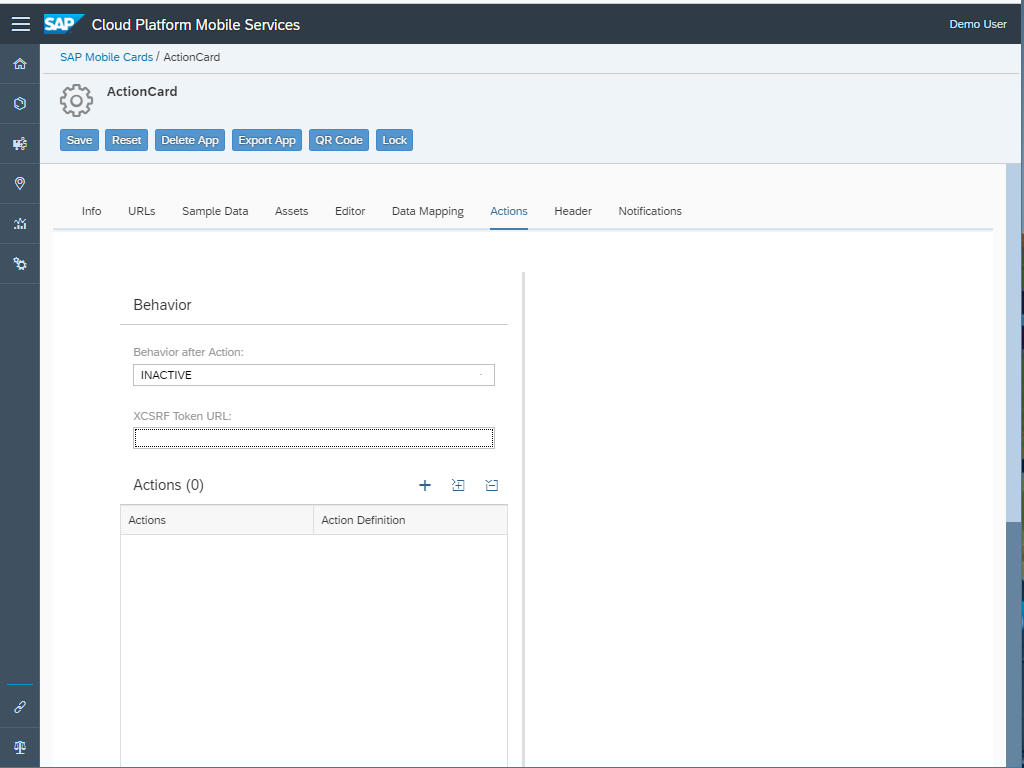 SAP Cloud Platform Mobile Services Demo User
SAP Mobile Cards / ActionCard
ActionCard
Save Reset Delete App Export App QR Code Lock
Info URLs Sample Data Assets Editor Data Mapping Actions Header Notifications
Behavior
Behavior after Action:
INACTIVE
XCSRF Token URL:
Actions (0)
Actions Action Definition